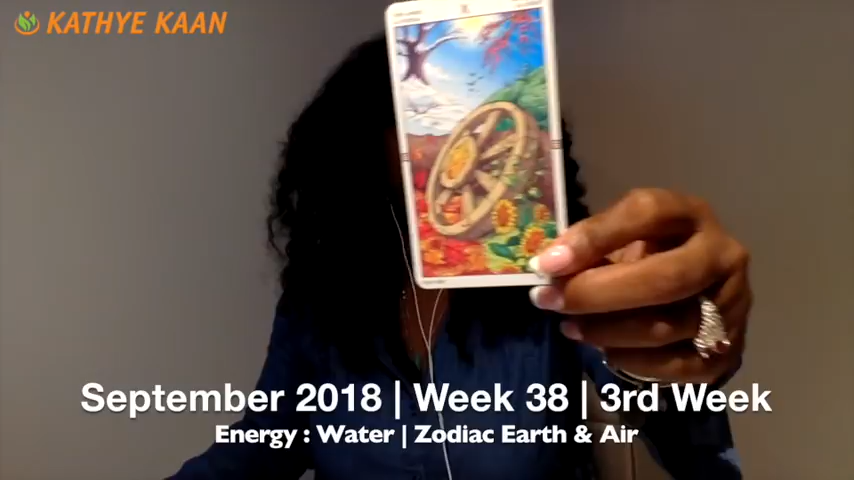 KATHYE KAAN
September 2018 | Week 38 | 3rd Week
Energy : Water | Zodiac Earth & Air